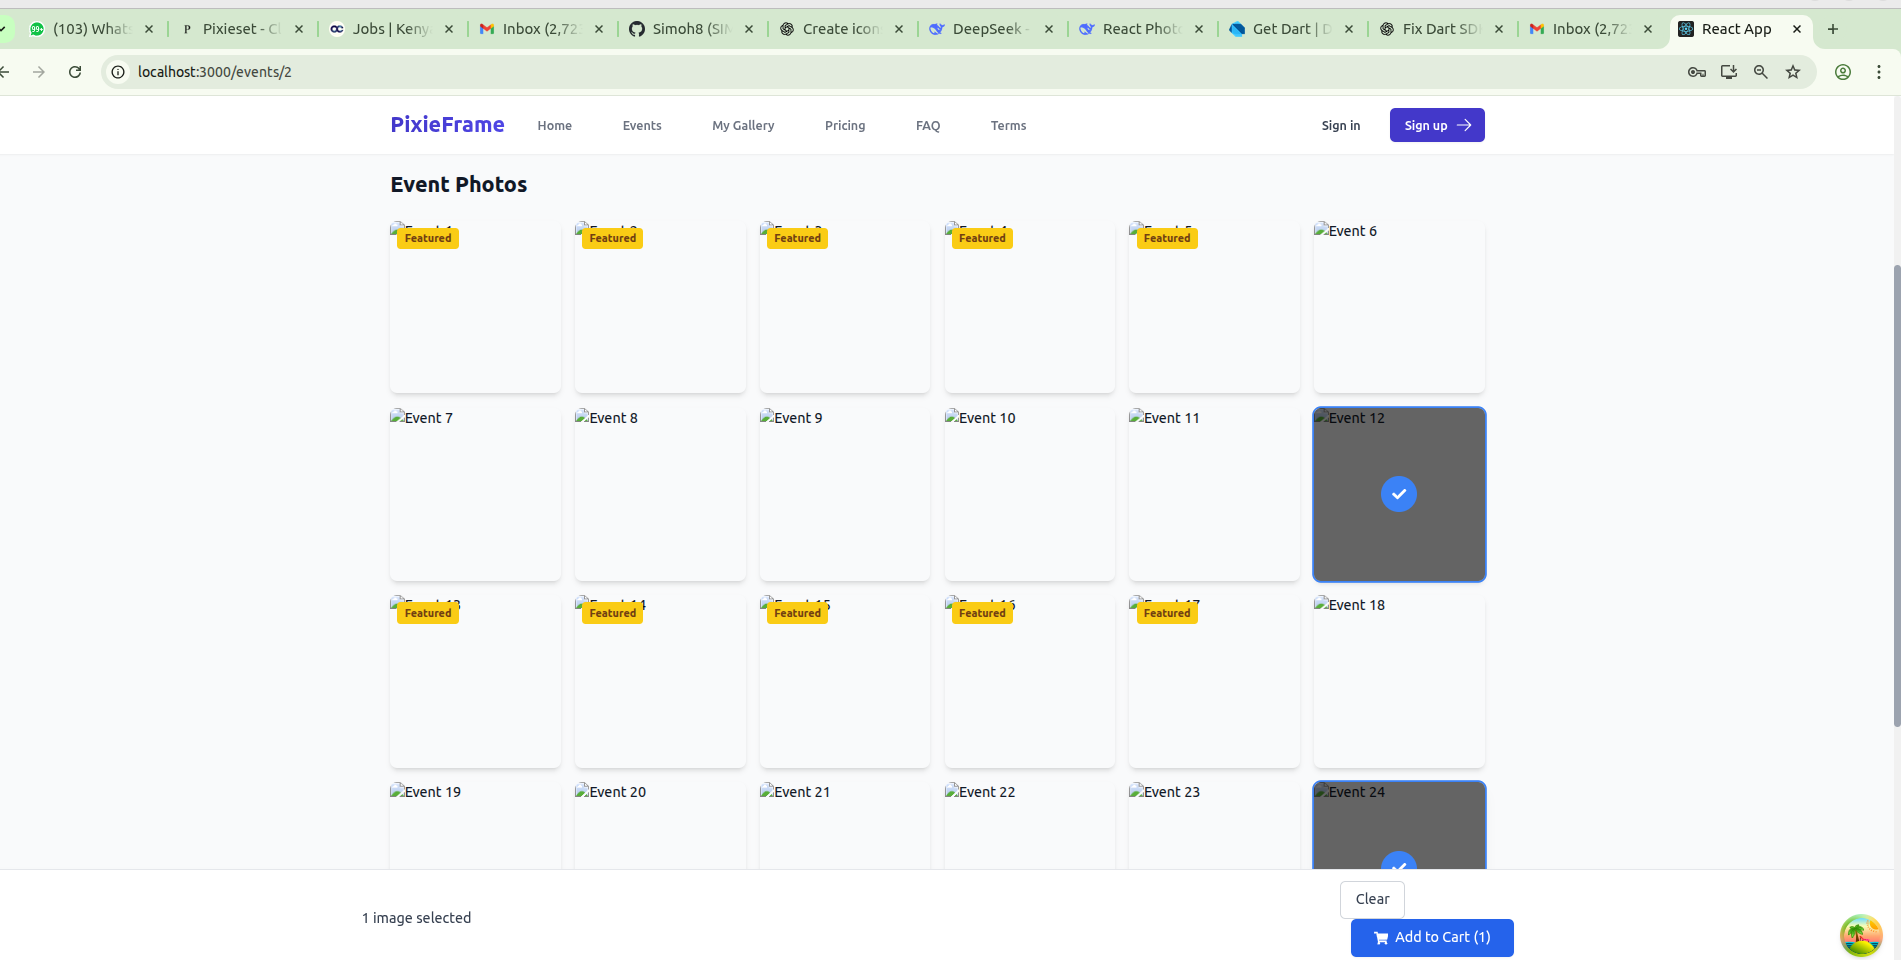 (103) What
Pixieset - C
Jobs | Keny
Inbox (2,72
Simoh8 (SI
Create icon
DeepSeek -
React Phot
Get Dart | D
Fix Dart SD
Inbox (2,72
React App
localhost:3000/events/2
PixieFrame
Home
Events
My Gallery
Pricing
FAQ
Terms
Sign in
Sign up
Event Photos
Featured
Featured
Featured
Featured
Featured
Event 6
Event 7
Event 8
Event 9
Event 10
Event 11
Event 12
Featured
Featured
Featured
Featured
Featured
Event 18
Event 19
Event 20
Event 21
Event 22
Event 23
Event 24
Clear
1 image selected
Add to Cart (1)